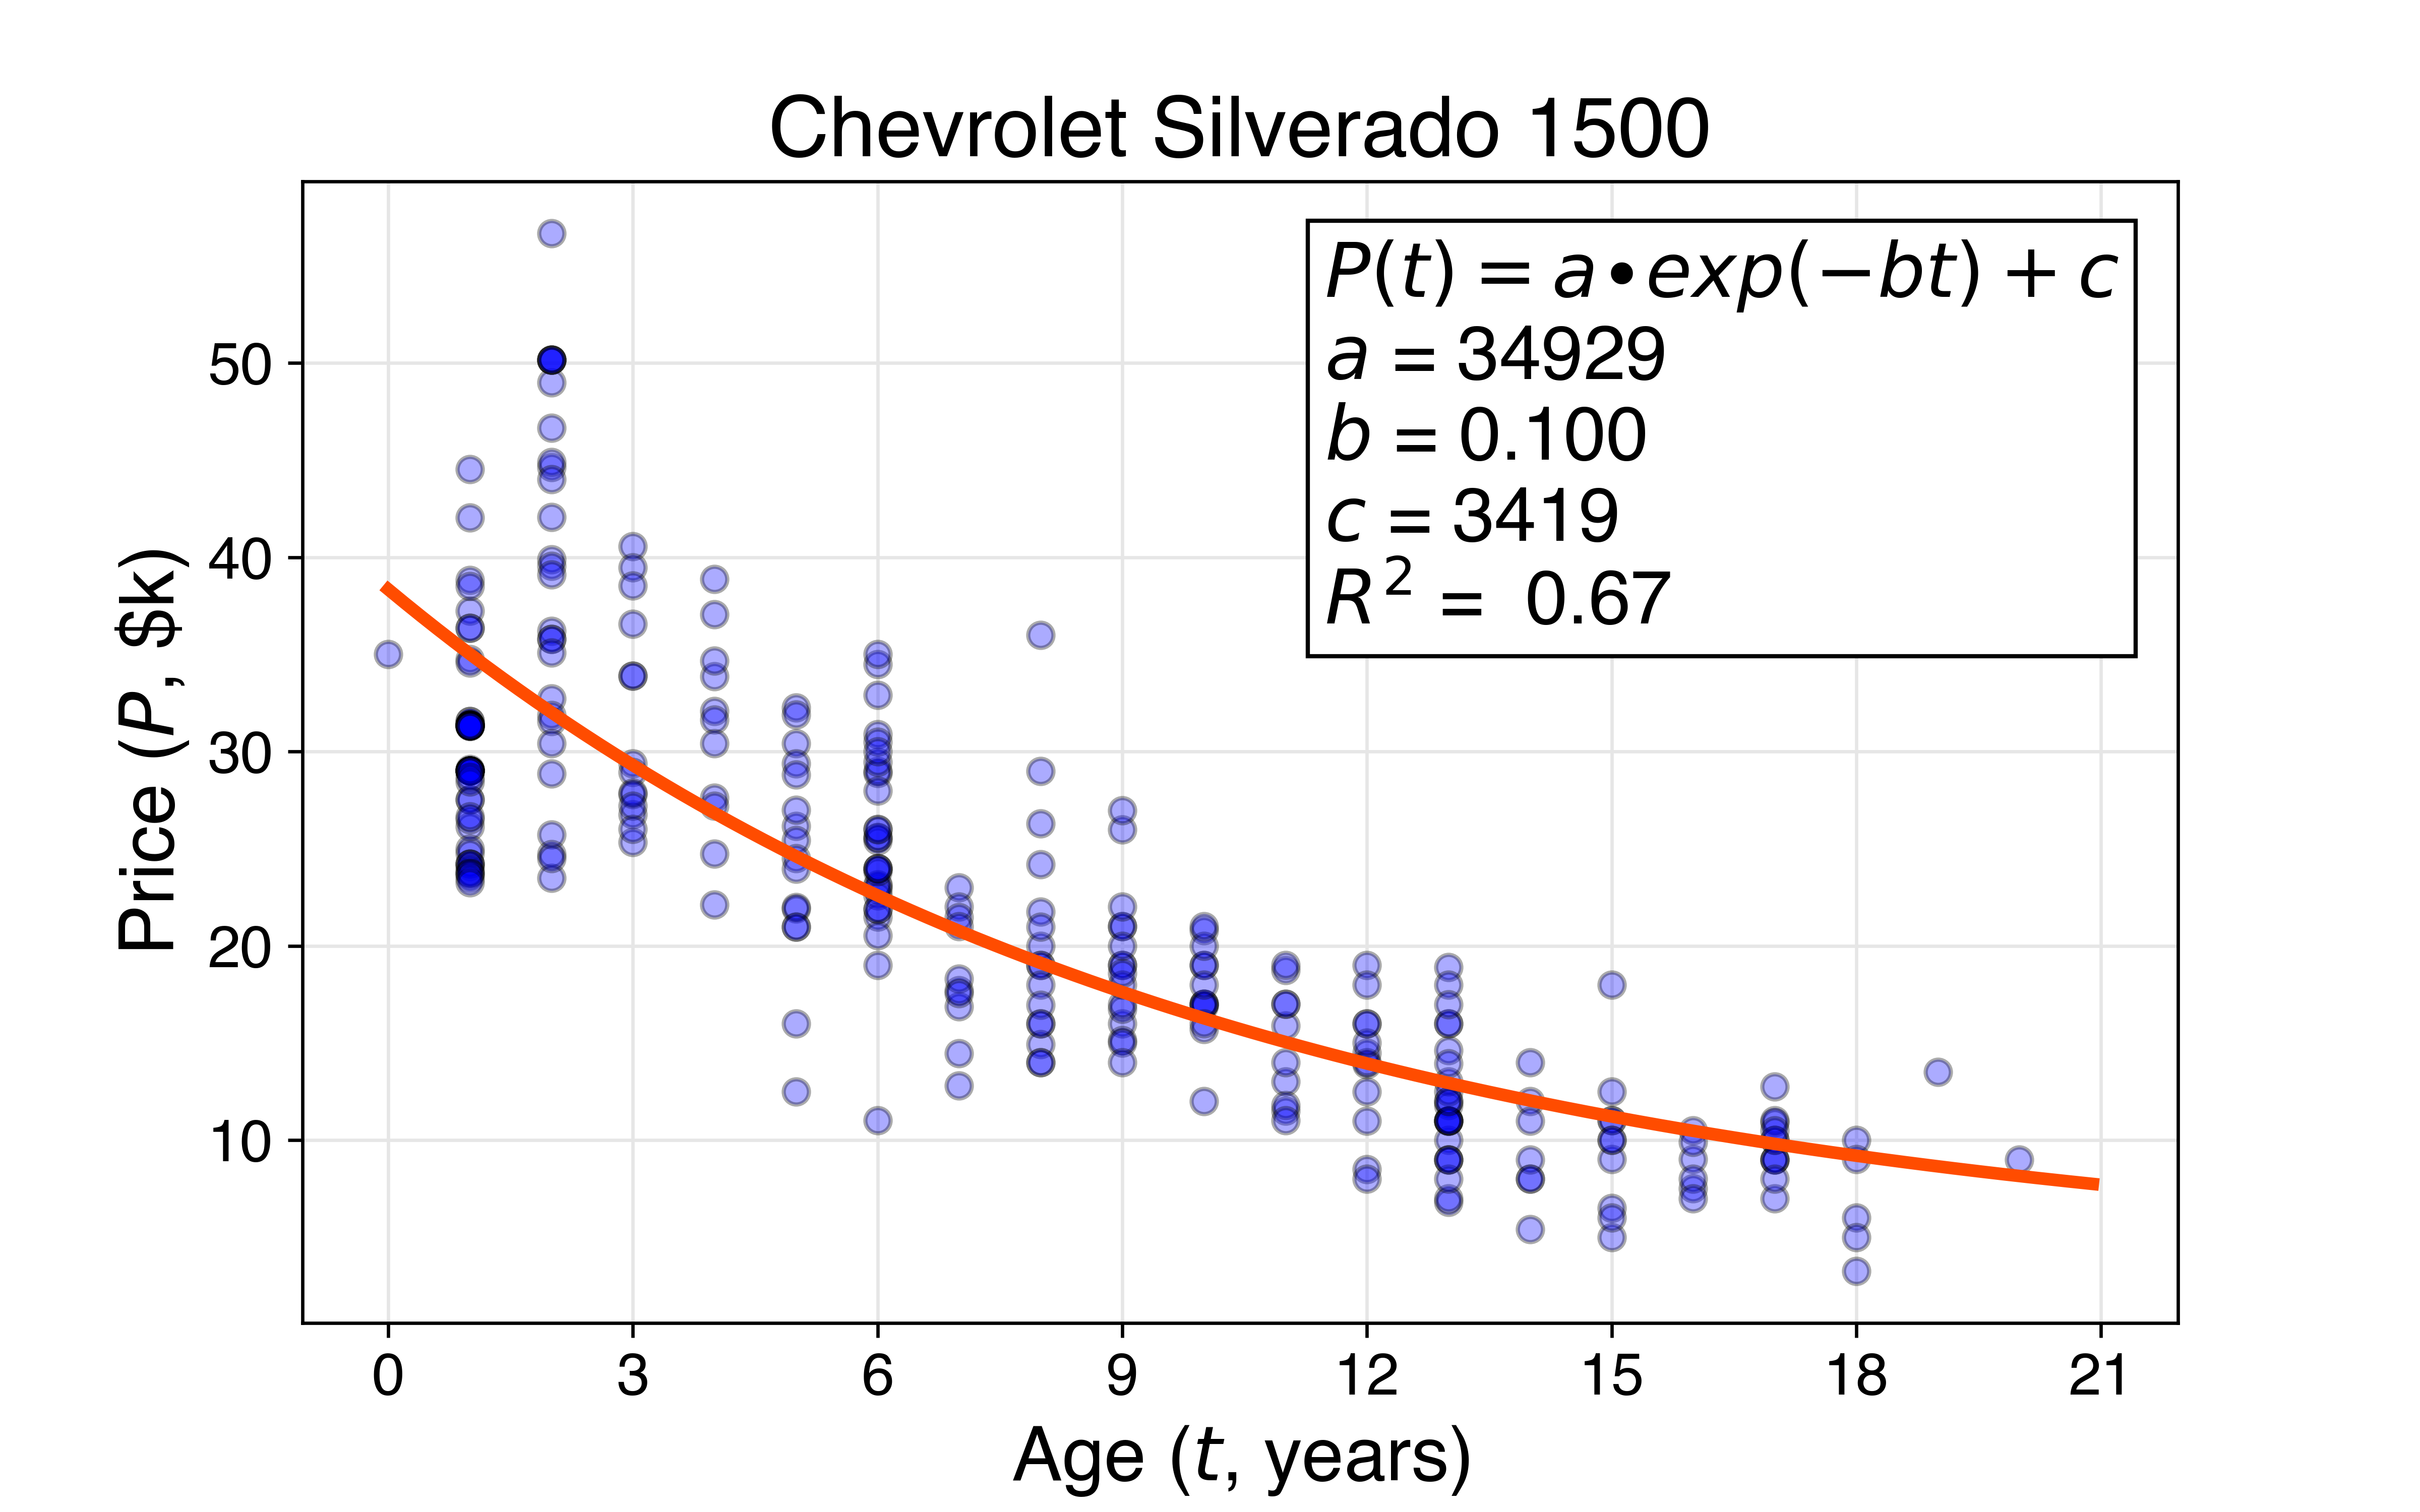 Chevrolet Silverado 1500
P(t) = a•exp(−bt) + c
a = 34929
b = 0.100
c = 3419
R² = 0.67
Price (P, $k)
50
40
30
20
10
0 3 6 9 12 15 18 21
Age (t, years)